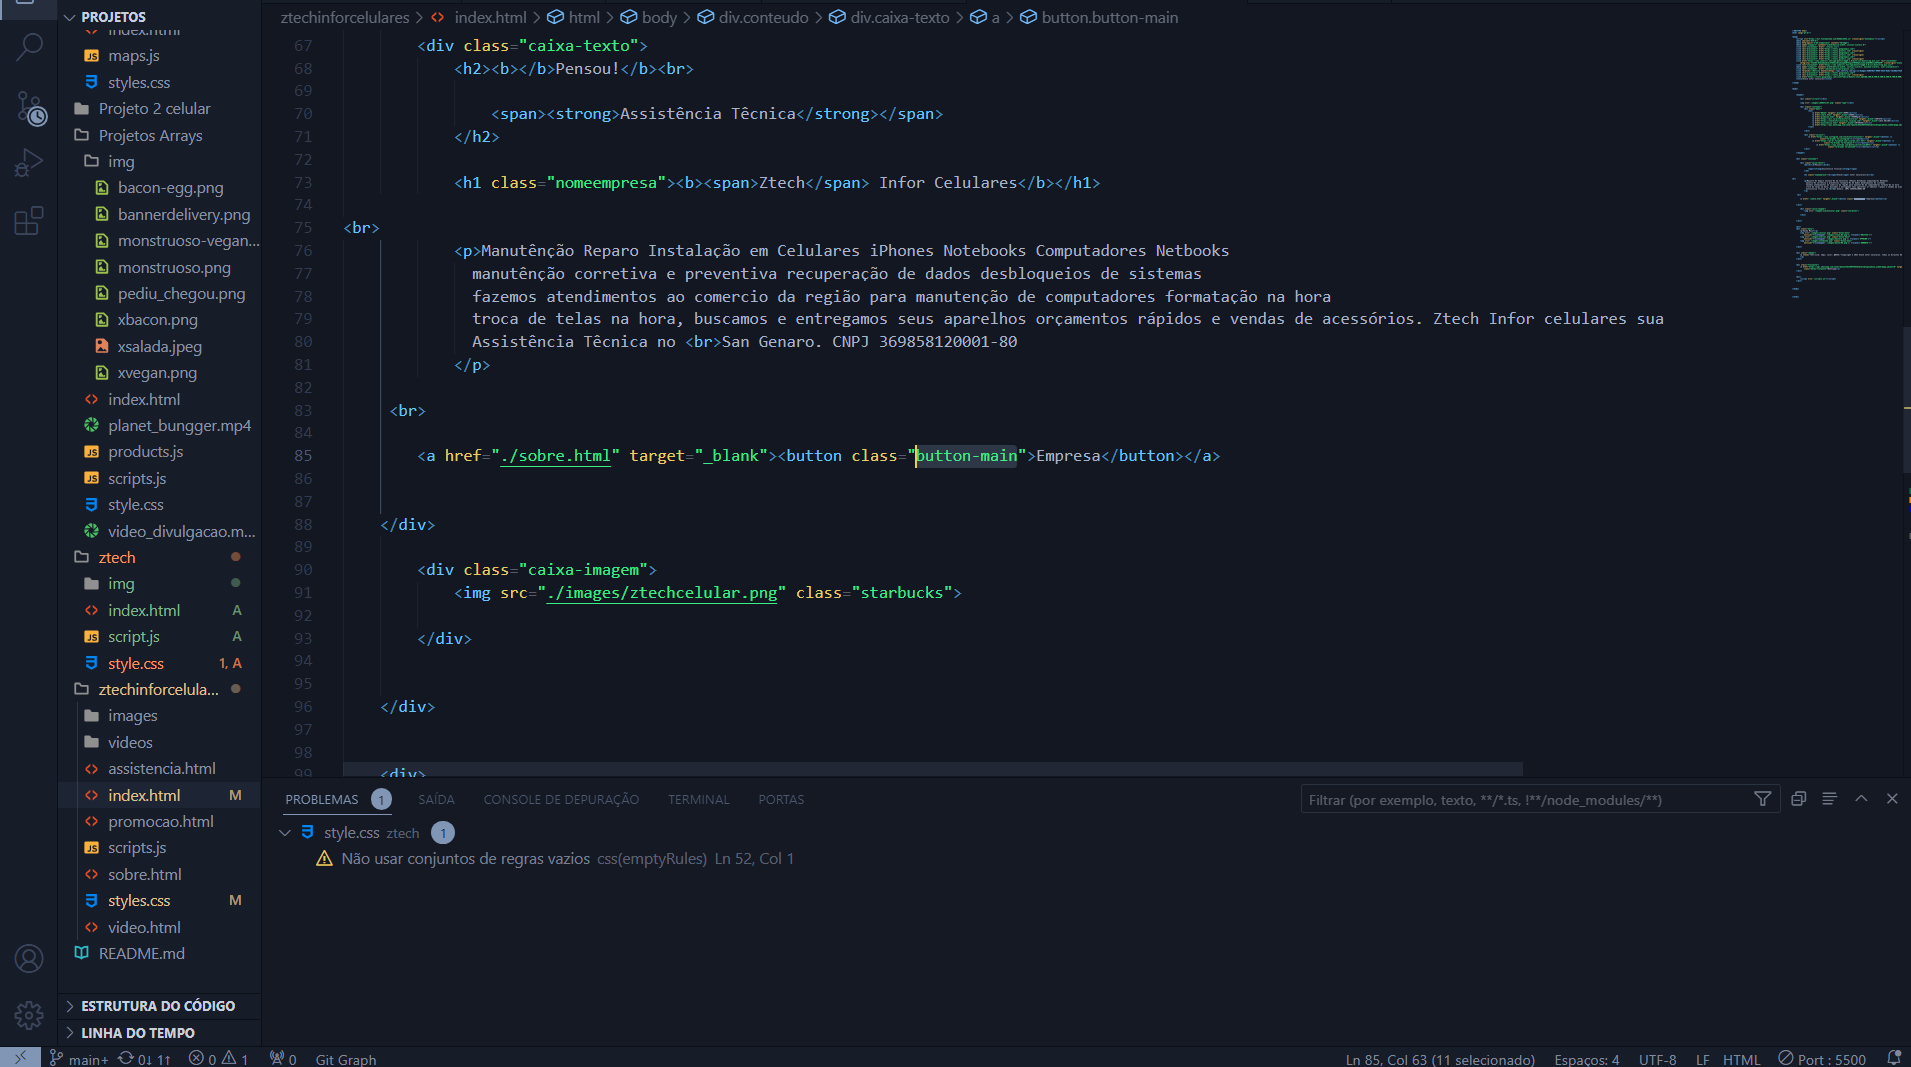 PROJETOS
index.html
maps.js
styles.css
Projeto 2 celular
Projetos Arrays
img
bacon-egg.png
bannerdelivery.png
monstruoso-vegan...
monstruoso.png
pediu_chegou.png
xbacon.png
xsalada.jpeg
xvegan.png
index.html
planet_bungger.mp4
products.js
scripts.js
style.css
video_divulgacao.m...
ztech
img
index.html A
script.js A
style.css 1, A
ztechinforcelula...
images
videos
assistencia.html
index.html M
promocao.html
scripts.js
sobre.html
styles.css M
video.html
README.md
ESTRUTURA DO CÓDIGO
LINHA DO TEMPO
ztechinforcelulares > index.html > html > body > div.conteudo > div.caixa-texto > a > button.button-main
67 <div class="caixa-texto">
68 <h2><b></b>Pensou!</b><br>
69
70 <span><strong>Assistência Têcnica</strong></span>
71 </h2>
72
73 <h1 class="nomeempresa"><b><span>Ztech</span> Infor Celulares</b></h1>
74
75 <br>
76 <p>Manutênção Reparo Instalação em Celulares iPhones Notebooks Computadores Netbooks
77 manutênção corretiva e preventiva recuperação de dados desbloqueios de sistemas
78 fazemos atendimentos ao comercio da região para manutenção de computadores formatação na hora
79 troca de telas na hora, buscamos e entregamos seus aparelhos orçamentos rápidos e vendas de acessórios. Ztech Infor celulares sua
80 Assistência Têcnica no <br>San Genaro. CNPJ 369858120001-80
81 </p>
82
83 <br>
84
85 <a href="./sobre.html" target="_blank"><button class="button-main">Empresa</button></a>
86
87
88 </div>
89
90 <div class="caixa-imagem">
91 <img src="./images/ztechcelular.png" class="starbucks">
92
93 </div>
94
95
96 </div>
97
98
99 <div>
PROBLEMAS 1 SAÍDA CONSOLE DE DEPURAÇÃO TERMINAL PORTAS
Filtrar (por exemplo, texto, **/*.ts, !**/node_modules/**)
style.css ztech 1
Não usar conjuntos de regras vazios css(emptyRules) Ln 52, Col 1
main+ 0↓ 1↑ 0 1 0 Git Graph
Ln 85, Col 63 (11 selecionado) Espaços: 4 UTF-8 LF HTML Port : 5500